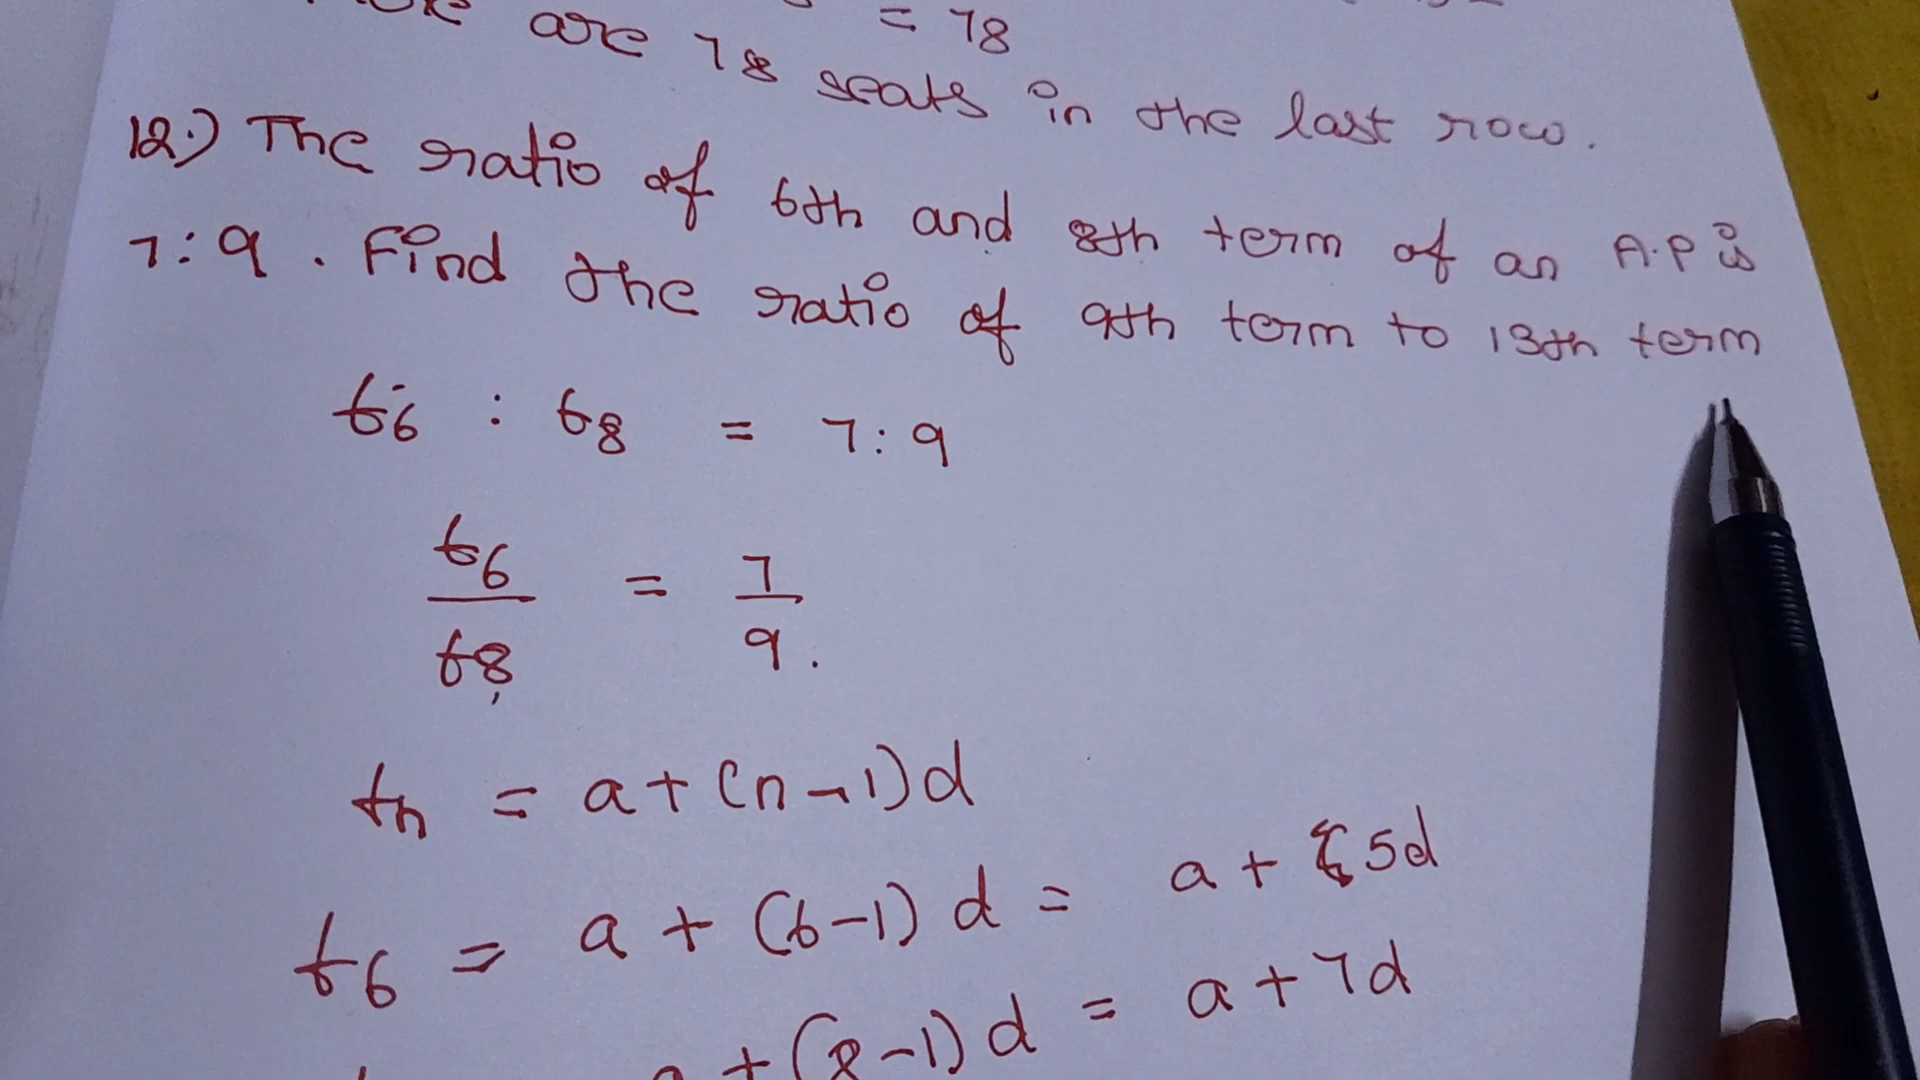 = 78
are 78 seats in the last row.
12.) The ratio of 6th and 8th term of an A.P is
7:9. Find the ratio of 9th term to 13th term
t6 : t8 = 7:9
t6 / t8 = 7 / 9.
tn = a + (n-1)d
t6 = a + (6-1)d = a + 5d
a + (8-1)d = a + 7d